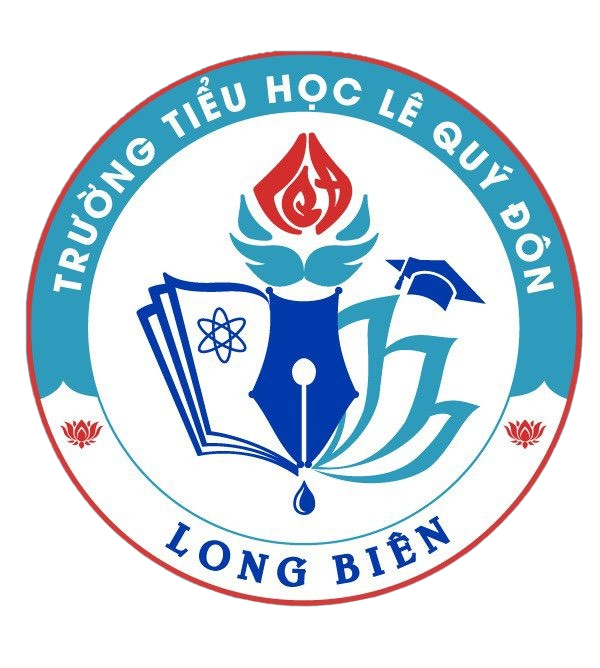 TRƯỜNG TIỂU HỌC LÊ QUÝ ĐÔN
LONG BIÊN